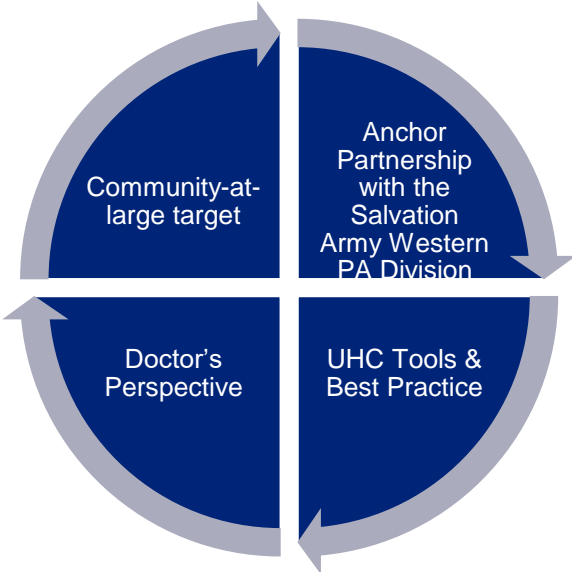 Community-at-
large target
Anchor
Partnership
with the
Salvation
Army Western
PA Division
Doctor’s
Perspective
UHC Tools &
Best Practice